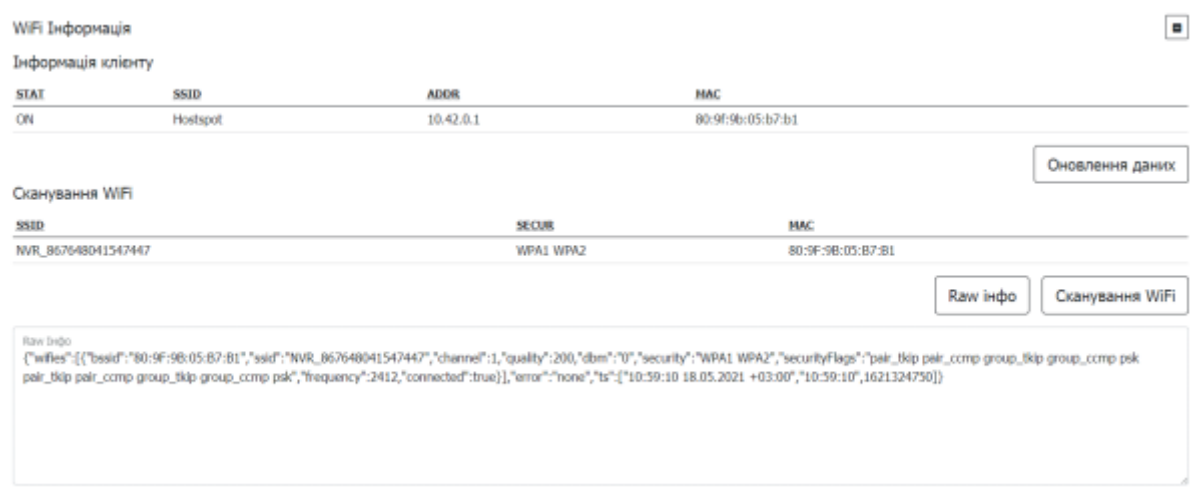 WiFi Інформація
Інформація клієнту
STAT SSID ADDR MAC
ON Hostspot 10.42.0.1 80:9f:9b:05:b7:b1
Оновлення даних
Сканування WiFi
SSID SECUR MAC
NVR_867648041547447 WPA1 WPA2 80:9F:9B:05:B7:B1
Raw інфо Сканування WiFi
Raw Інфо
{"wifies":[{"bssid":"80:9F:9B:05:B7:B1","ssid":"NVR_867648041547447","channel":1,"quality":200,"dbm":"0","security":"WPA1 WPA2","securityFlags":"pair_tkip pair_ccmp group_tkip group_ccmp psk
pair_tkip pair_ccmp group_tkip group_ccmp psk","frequency":2412,"connected":true}],"error":"none","ts":["10:59:10 18.05.2021 +03:00","10:59:10",1621324750]}